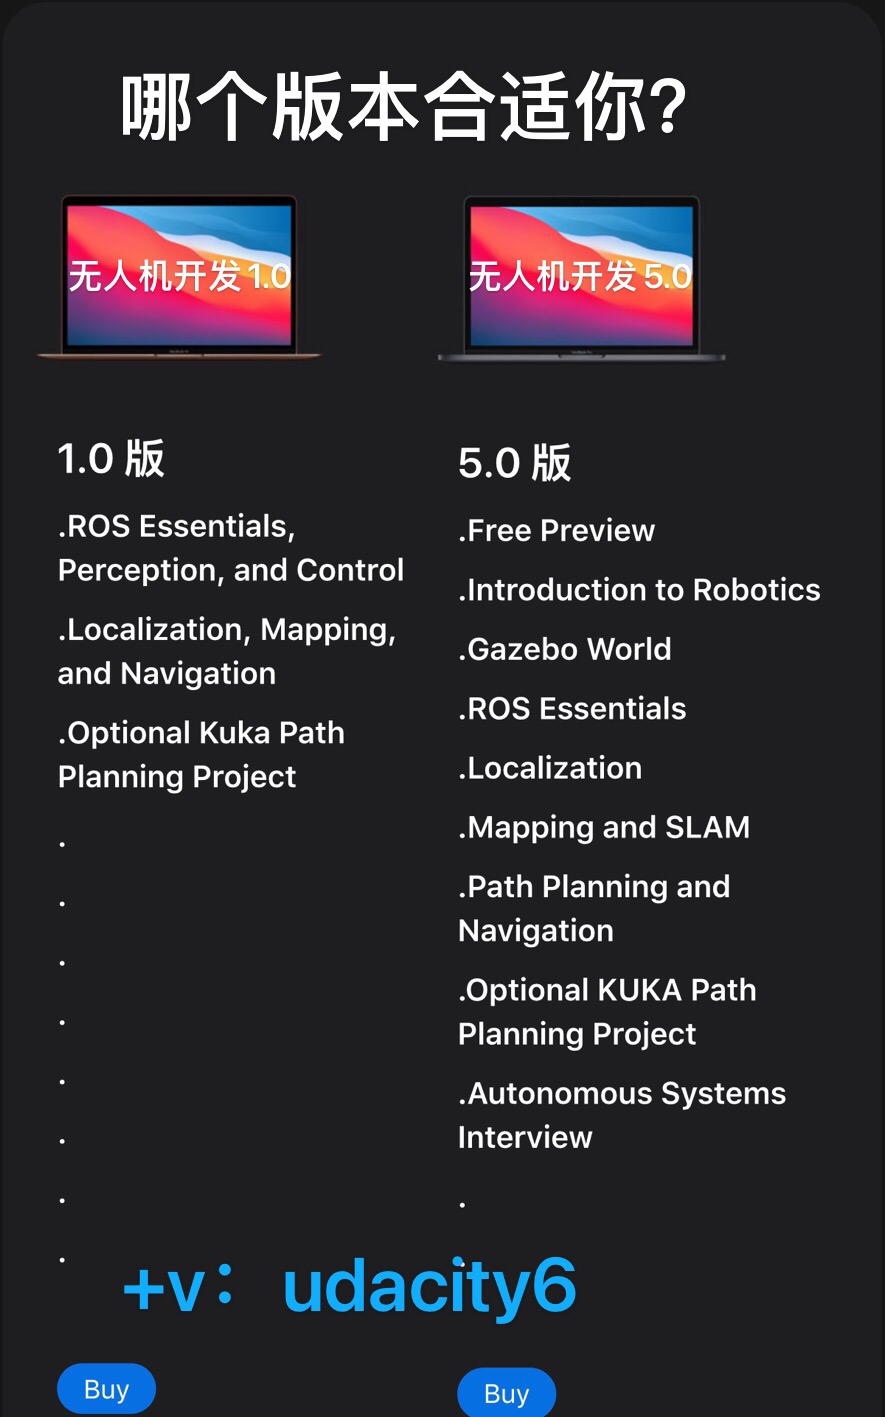 哪个版本合适你?
无人机开发1.0
无人机开发5.0
1.0 版
.ROS Essentials,
Perception, and Control
.Localization, Mapping,
and Navigation
.Optional Kuka Path
Planning Project
.
.
.
.
.
.
.
.
5.0 版
.Free Preview
.Introduction to Robotics
.Gazebo World
.ROS Essentials
.Localization
.Mapping and SLAM
.Path Planning and
Navigation
.Optional KUKA Path
Planning Project
.Autonomous Systems
Interview
.
.
+v：udacity6
Buy
Buy